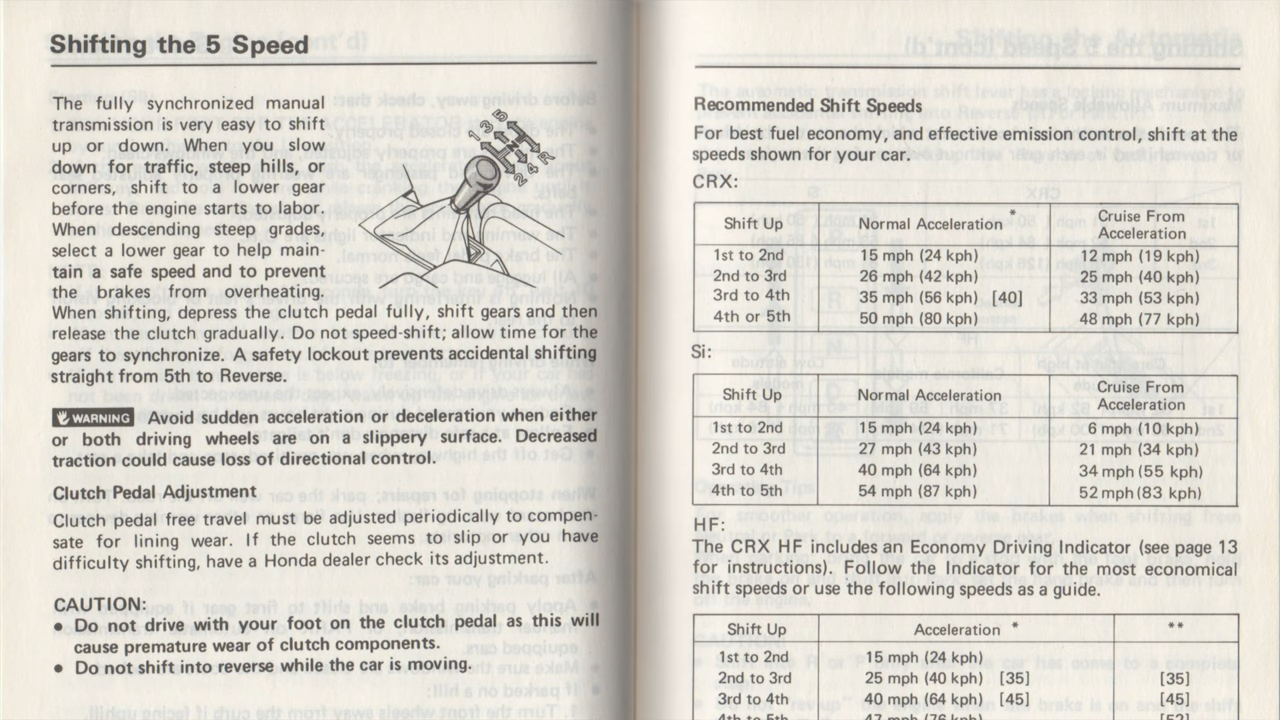 Shifting the 5 Speed
The fully synchronized manual
transmission is very easy to shift
up or down. When you slow
down for traffic, steep hills or
corners, shift to a lower gear
before the engine starts to labor.
When descending steep grades,
select a lower gear to help main-
tain a safe speed and to prevent
the brakes from overheating.
When shifting, depress the clutch pedal fully, shift gears and then
release the clutch gradually. Do not speed-shift; allow time for the
gears to synchronize. A safety lockout prevents accidental shifting
straight from 5th to Reverse.
1 3 5
2 4 R
WARNING Avoid sudden acceleration or deceleration when either
or both driving wheels are on a slippery surface. Decreased
traction could cause loss of directional control.
Clutch Pedal Adjustment
Clutch pedal free travel must be adjusted periodically to compen-
sate for lining wear. If the clutch seems to slip or you have
difficulty shifting, have a Honda dealer check its adjustment.
CAUTION:
• Do not drive with your foot on the clutch pedal as this will
cause premature wear of clutch components.
• Do not shift into reverse while the car is moving.
Recommended Shift Speeds
For best fuel economy, and effective emission control, shift at the
speeds shown for your car.
CRX:
Shift Up Normal Acceleration * Cruise From Acceleration
1st to 2nd 15 mph (24 kph) 12 mph (19 kph)
2nd to 3rd 26 mph (42 kph) 25 mph (40 kph)
3rd to 4th 35 mph (56 kph) [40] 33 mph (53 kph)
4th or 5th 50 mph (80 kph) 48 mph (77 kph)
Si:
Shift Up Normal Acceleration Cruise From Acceleration
1st to 2nd 15 mph (24 kph) 6 mph (10 kph)
2nd to 3rd 27 mph (43 kph) 21 mph (34 kph)
3rd to 4th 40 mph (64 kph) 34 mph (55 kph)
4th to 5th 54 mph (87 kph) 52 mph (83 kph)
HF:
The CRX HF includes an Economy Driving Indicator (see page 13
for instructions). Follow the Indicator for the most economical
shift speeds or use the following speeds as a guide.
Shift Up Acceleration * **
1st to 2nd 15 mph (24 kph)
2nd to 3rd 25 mph (40 kph) [35] [35]
3rd to 4th 40 mph (64 kph) [45] [45]
4th to 5th 47 mph (76 kph)